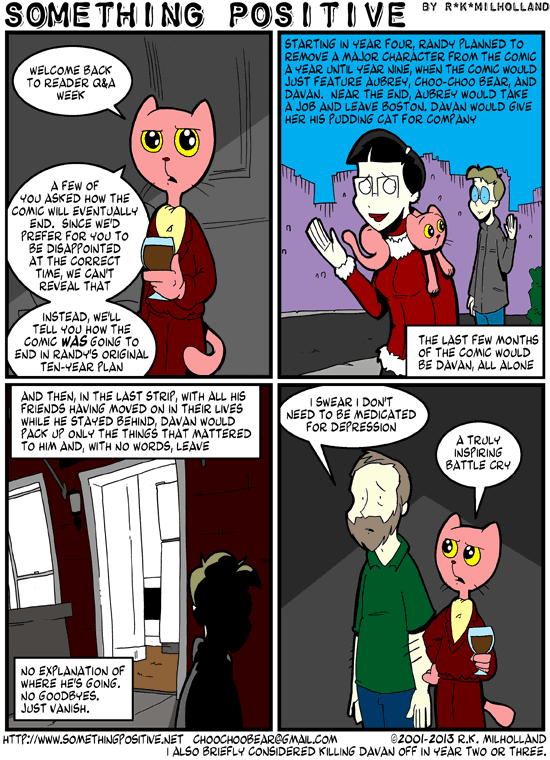 SOMETHING POSITIVE BY R*K*MILHOLLAND
WELCOME BACK
TO READER Q&A
WEEK
A FEW OF
YOU ASKED HOW THE
COMIC WILL EVENTUALLY
END. SINCE WE'D
PREFER FOR YOU TO
BE DISAPPOINTED
AT THE CORRECT
TIME, WE CAN'T
REVEAL THAT
INSTEAD, WE'LL
TELL YOU HOW THE
COMIC WAS GOING TO
END IN RANDY'S ORIGINAL
TEN-YEAR PLAN
STARTING IN YEAR FOUR, RANDY PLANNED TO
REMOVE A MAJOR CHARACTER FROM THE COMIC
A YEAR UNTIL YEAR NINE, WHEN THE COMIC WOULD
JUST FEATURE AUBREY, CHOO-CHOO BEAR, AND
DAVAN. NEAR THE END, AUBREY WOULD TAKE
A JOB AND LEAVE BOSTON. DAVAN WOULD GIVE
HER HIS PUDDING CAT FOR COMPANY
THE LAST FEW MONTHS
OF THE COMIC WOULD
BE DAVAN, ALL ALONE
AND THEN, IN THE LAST STRIP, WITH ALL HIS
FRIENDS HAVING MOVED ON IN THEIR LIVES
WHILE HE STAYED BEHIND, DAVAN WOULD
PACK UP ONLY THE THINGS THAT MATTERED
TO HIM AND, WITH NO WORDS, LEAVE
NO EXPLANATION OF
WHERE HE'S GOING.
NO GOODBYES.
JUST VANISH.
I SWEAR I DON'T
NEED TO BE MEDICATED
FOR DEPRESSION
A TRULY
INSPIRING
BATTLE CRY
HTTP://WWW.SOMETHINGPOSITIVE.NET CHOOCHOOBEAR@GMAIL.COM ©2001-2013 R.K. MILHOLLAND
I ALSO BRIEFLY CONSIDERED KILLING DAVAN OFF IN YEAR TWO OR THREE.